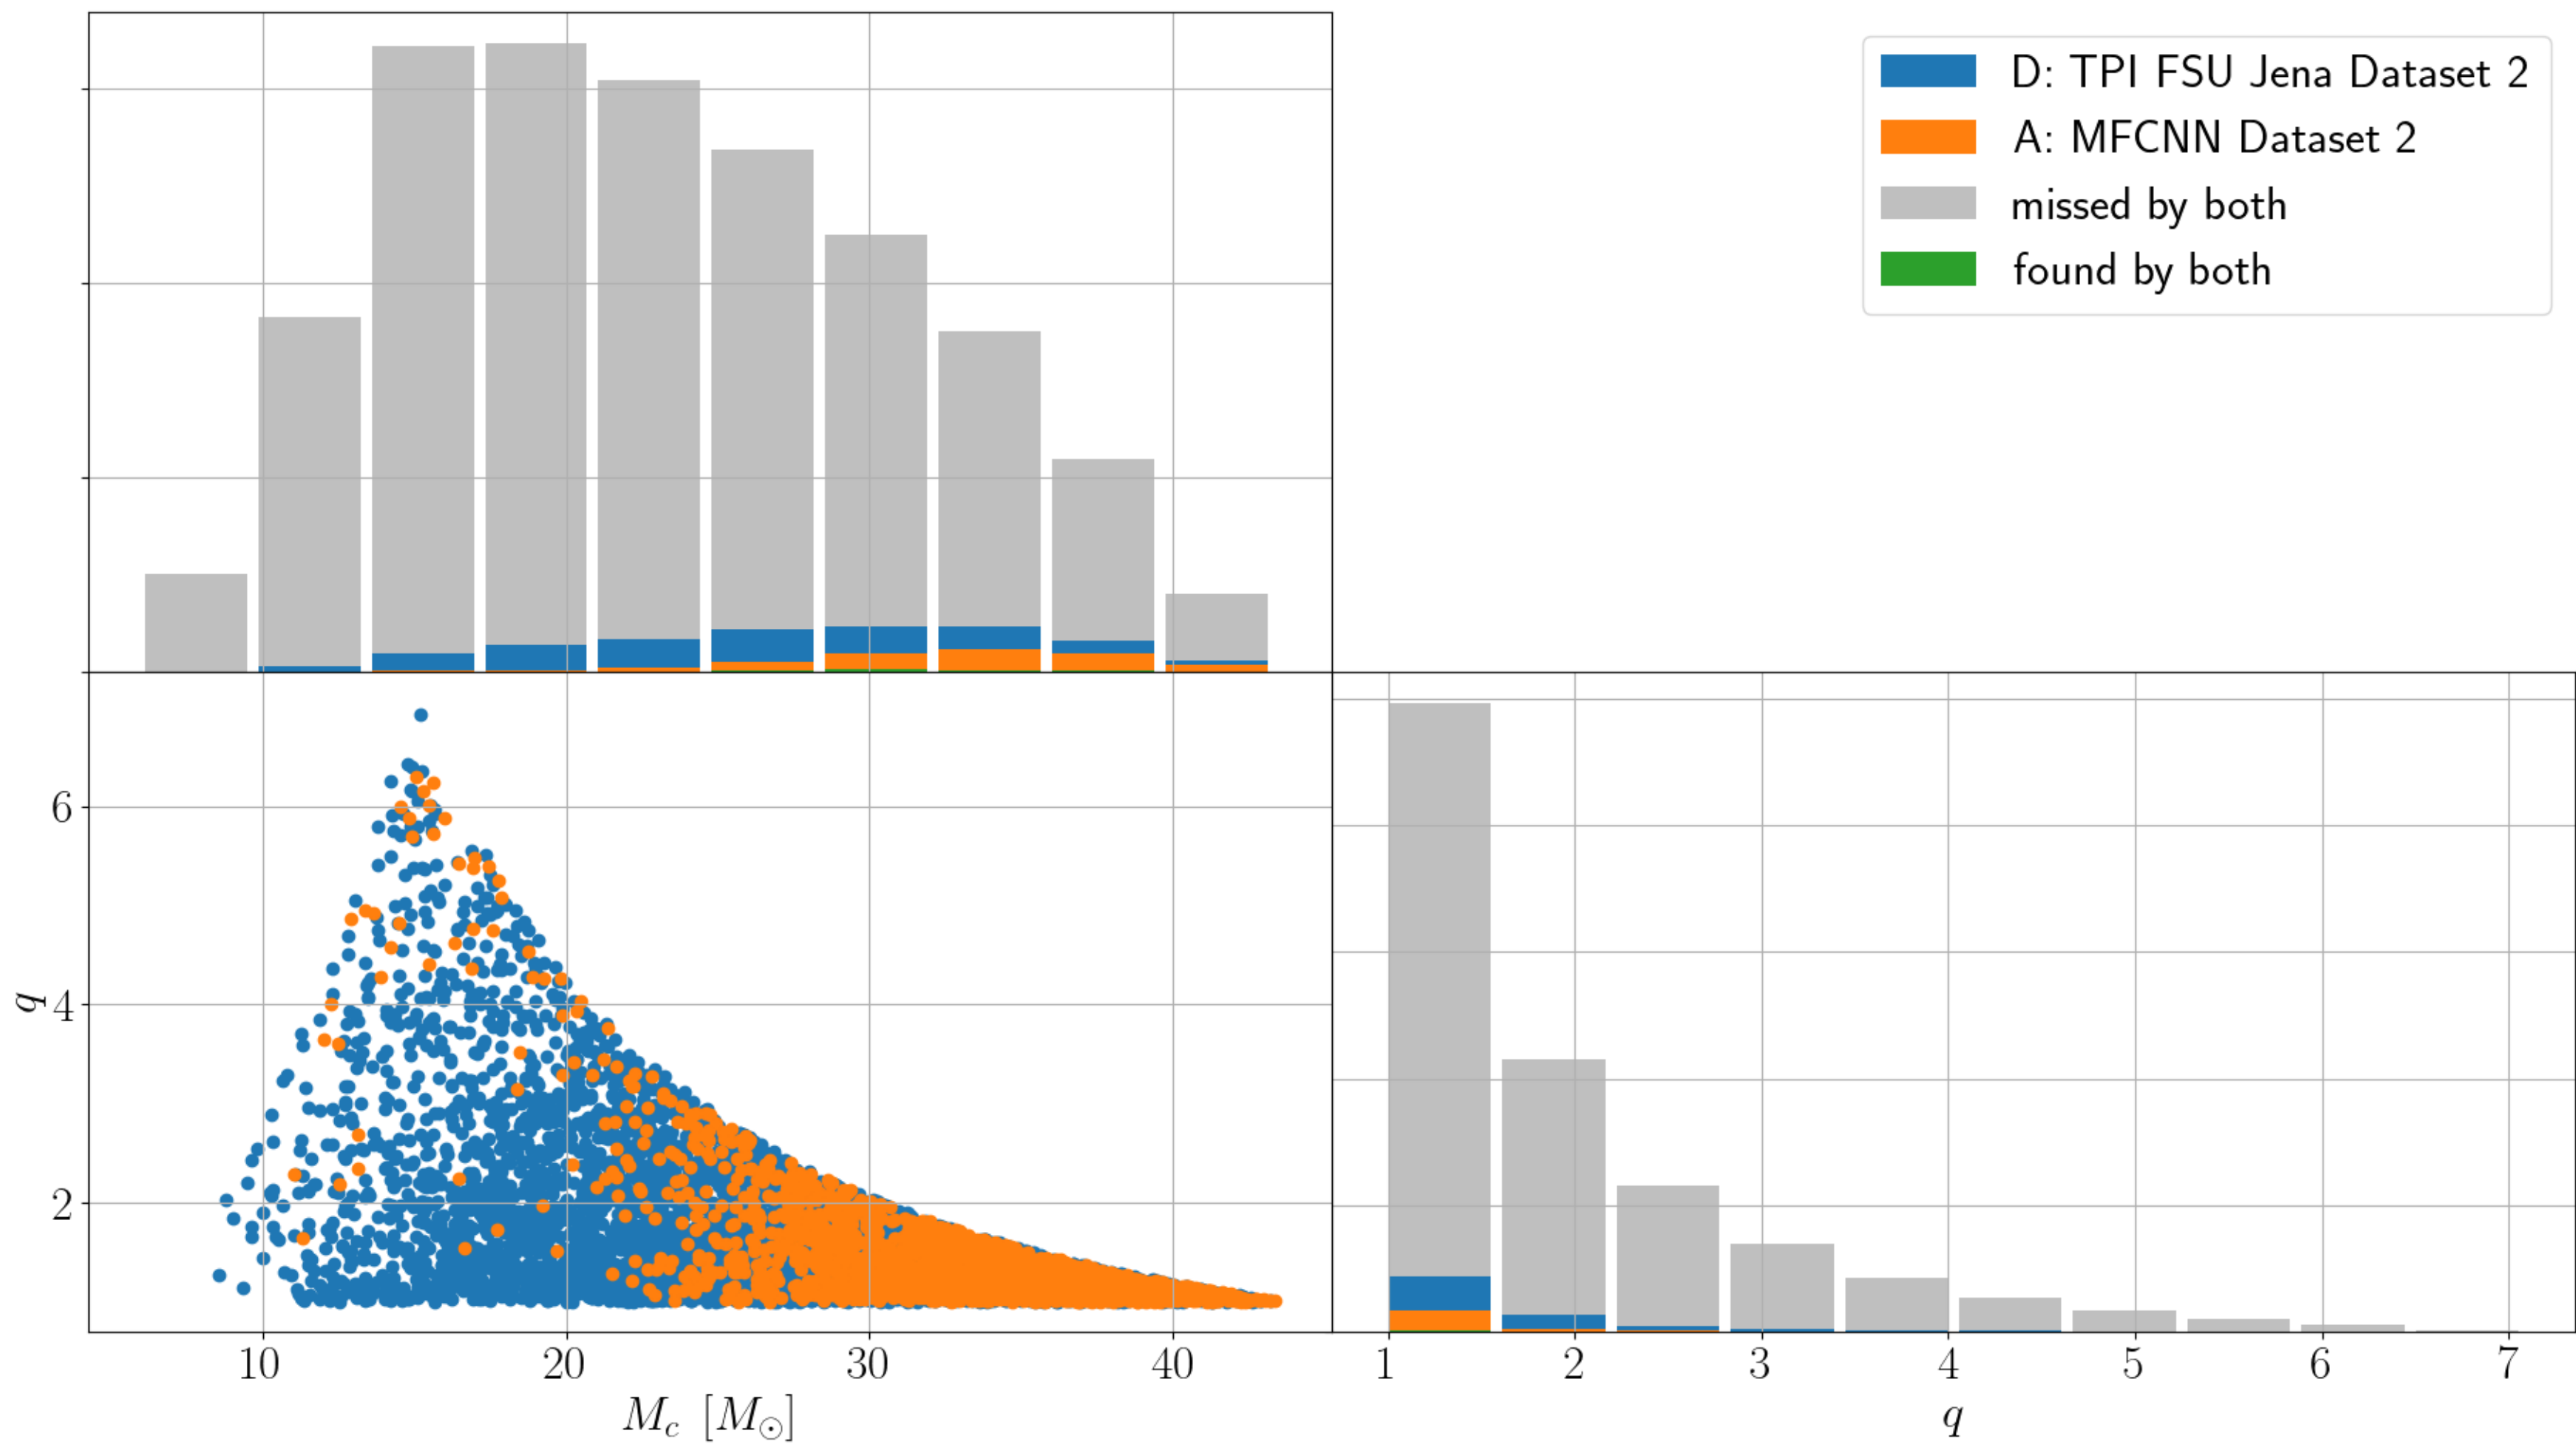 D: TPI FSU Jena Dataset 2
A: MFCNN Dataset 2
missed by both
found by both
6
4
2
q
10 20 30 40
M_c [M_⊙]
1 2 3 4 5 6 7
q